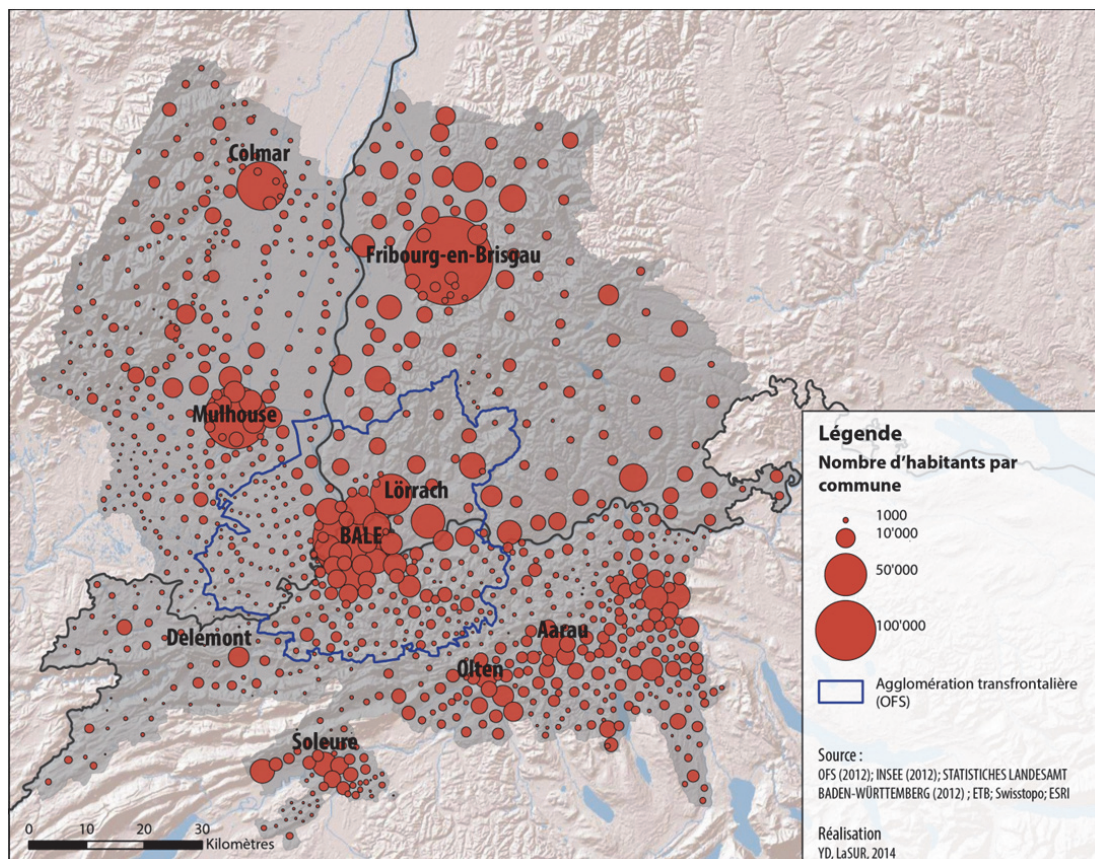 Colmar
Fribourg-en-Brisgau
Mulhouse
Lörrach
BALE
Delémont
Aarau
Olten
Soleure
0 10 20 30
Kilomètres
Légende
Nombre d'habitants par
commune
1000
10'000
50'000
100'000
Agglomération transfrontalière
(OFS)
Source :
OFS (2012); INSEE (2012); STATISTICHES LANDESAMT
BADEN-WÜRTTEMBERG (2012) ; ETB; Swisstopo; ESRI
Réalisation
YD, LaSUR, 2014